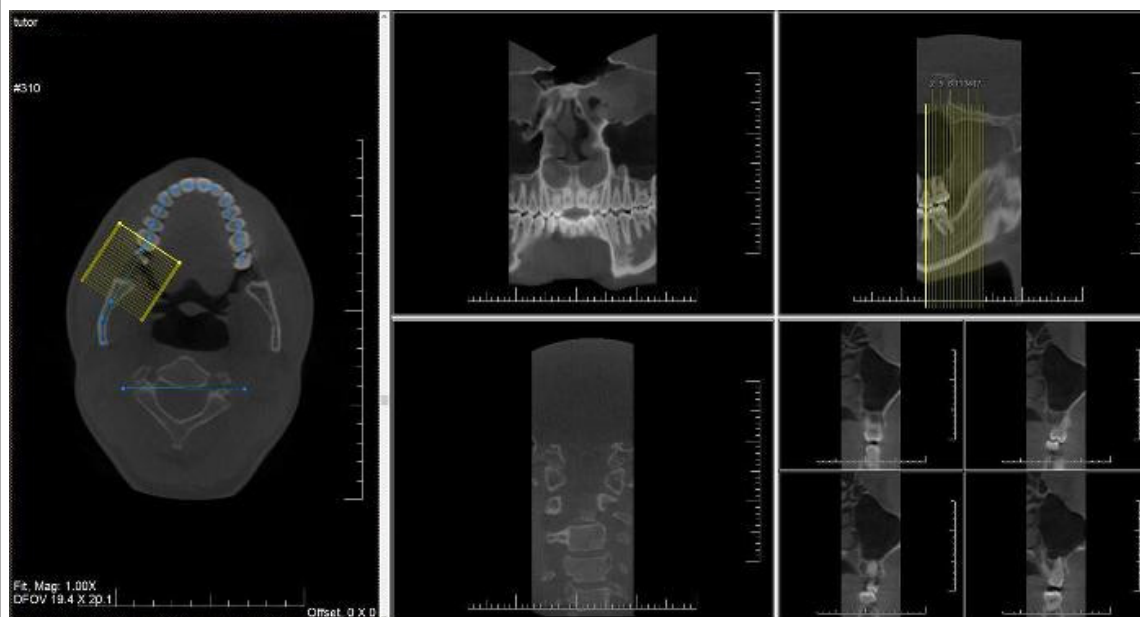 tutor
#310
Fit, Mag: 1.00X
DFOV 19.4 X 20.1
Offset. 0 X 0